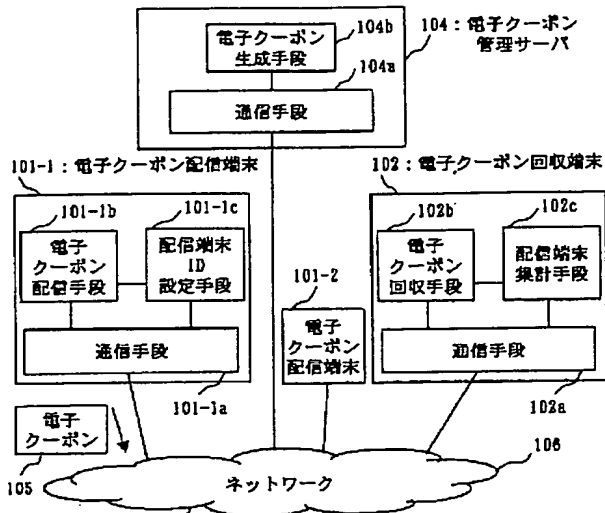 電子クーポン
生成手段
104b
104a
通信手段
104:電子クーポン
管理サーバ
101-1:電子クーポン配信端末
101-1b
101-1c
電子
クーポン
配信手段
配信端末
ID
設定手段
通信手段
101-1a
102:電子クーポン回収端末
102b
102c
電子
クーポン
回収手段
配信端末
集計手段
通信手段
102a
101-2
電子
クーポン
配信端末
電子
クーポン
105
106
ネットワーク